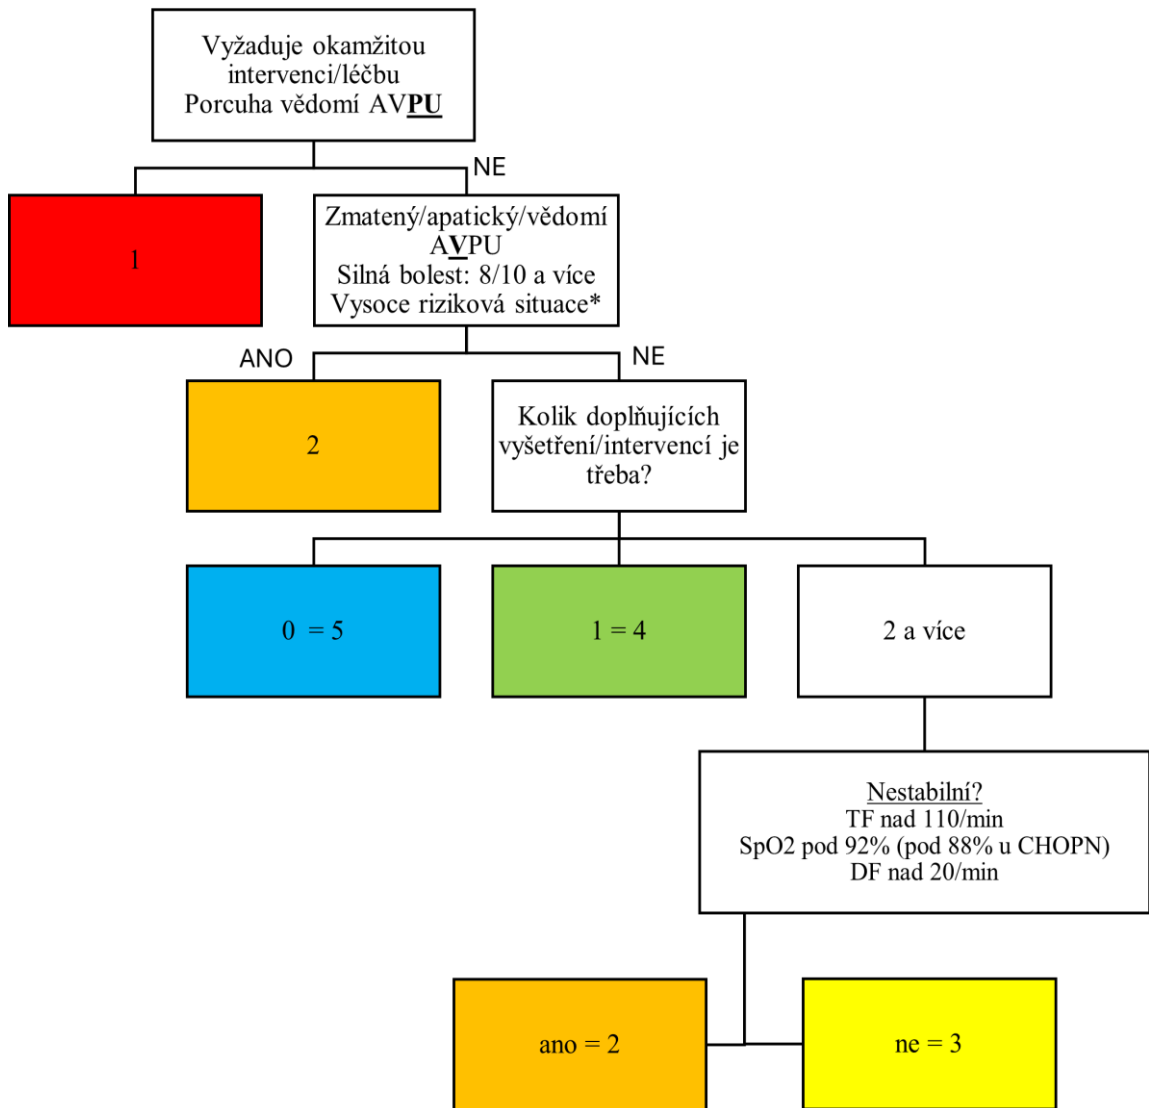 Vyžaduje okamžitou
intervenci/léčbu
Porcuha vědomí AVPU
NE
1
Zmatený/apatický/vědomí
AVPU
Silná bolest: 8/10 a více
Vysoce riziková situace*
ANO
NE
2
Kolik doplňujících
vyšetření/intervencí je
třeba?
0 = 5
1 = 4
2 a více
Nestabilní?
TF nad 110/min
SpO2 pod 92% (pod 88% u CHOPN)
DF nad 20/min
ano = 2
ne = 3